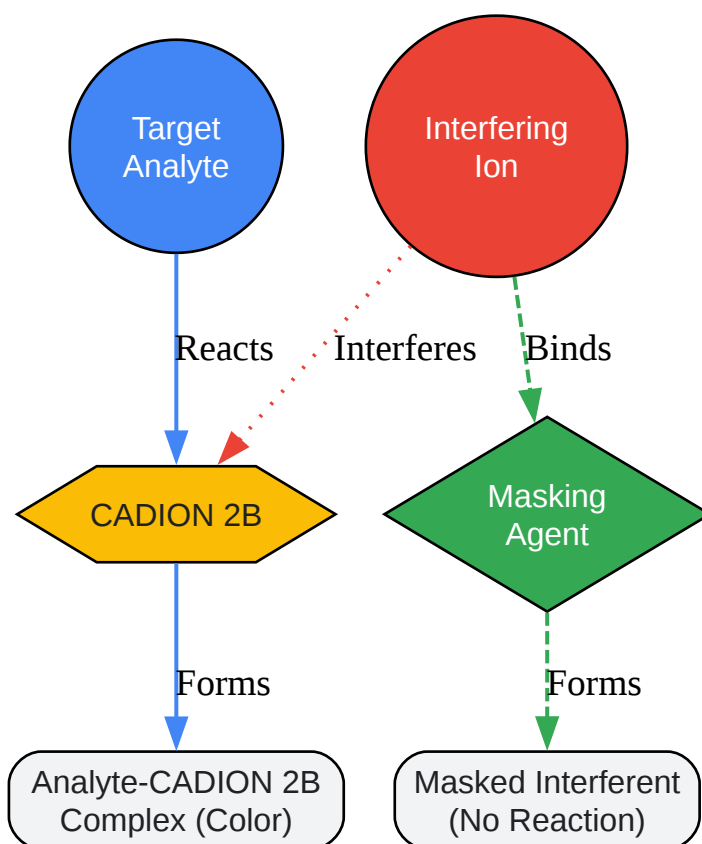 Target
Analyte
Interfering
Ion
Reacts
Interferes
Binds
CADION 2B
Masking
Agent
Forms
Forms
Analyte-CADION 2B
Complex (Color)
Masked Interferent
(No Reaction)